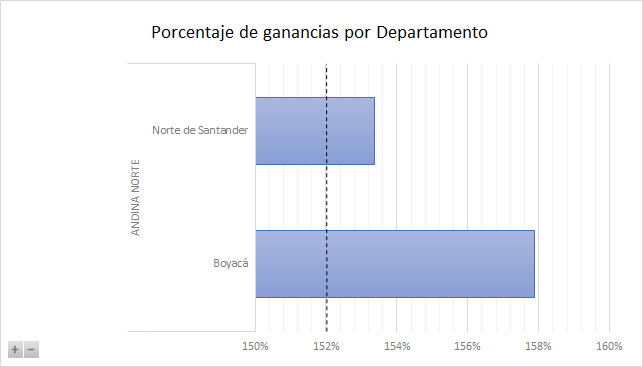 Porcentaje de ganancias por Departamento
Norte de Santander
ANDINA NORTE
Boyacá
150% 152% 154% 156% 158% 160%
+ −